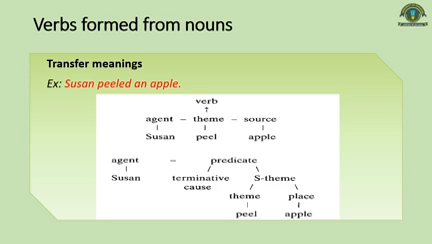 Verbs formed from nouns
Transfer meanings
Ex: Susan peeled an apple.
verb
↑
agent – theme – source
Susan peel apple
agent = predicate
Susan terminative S-theme
cause
theme place
peel apple